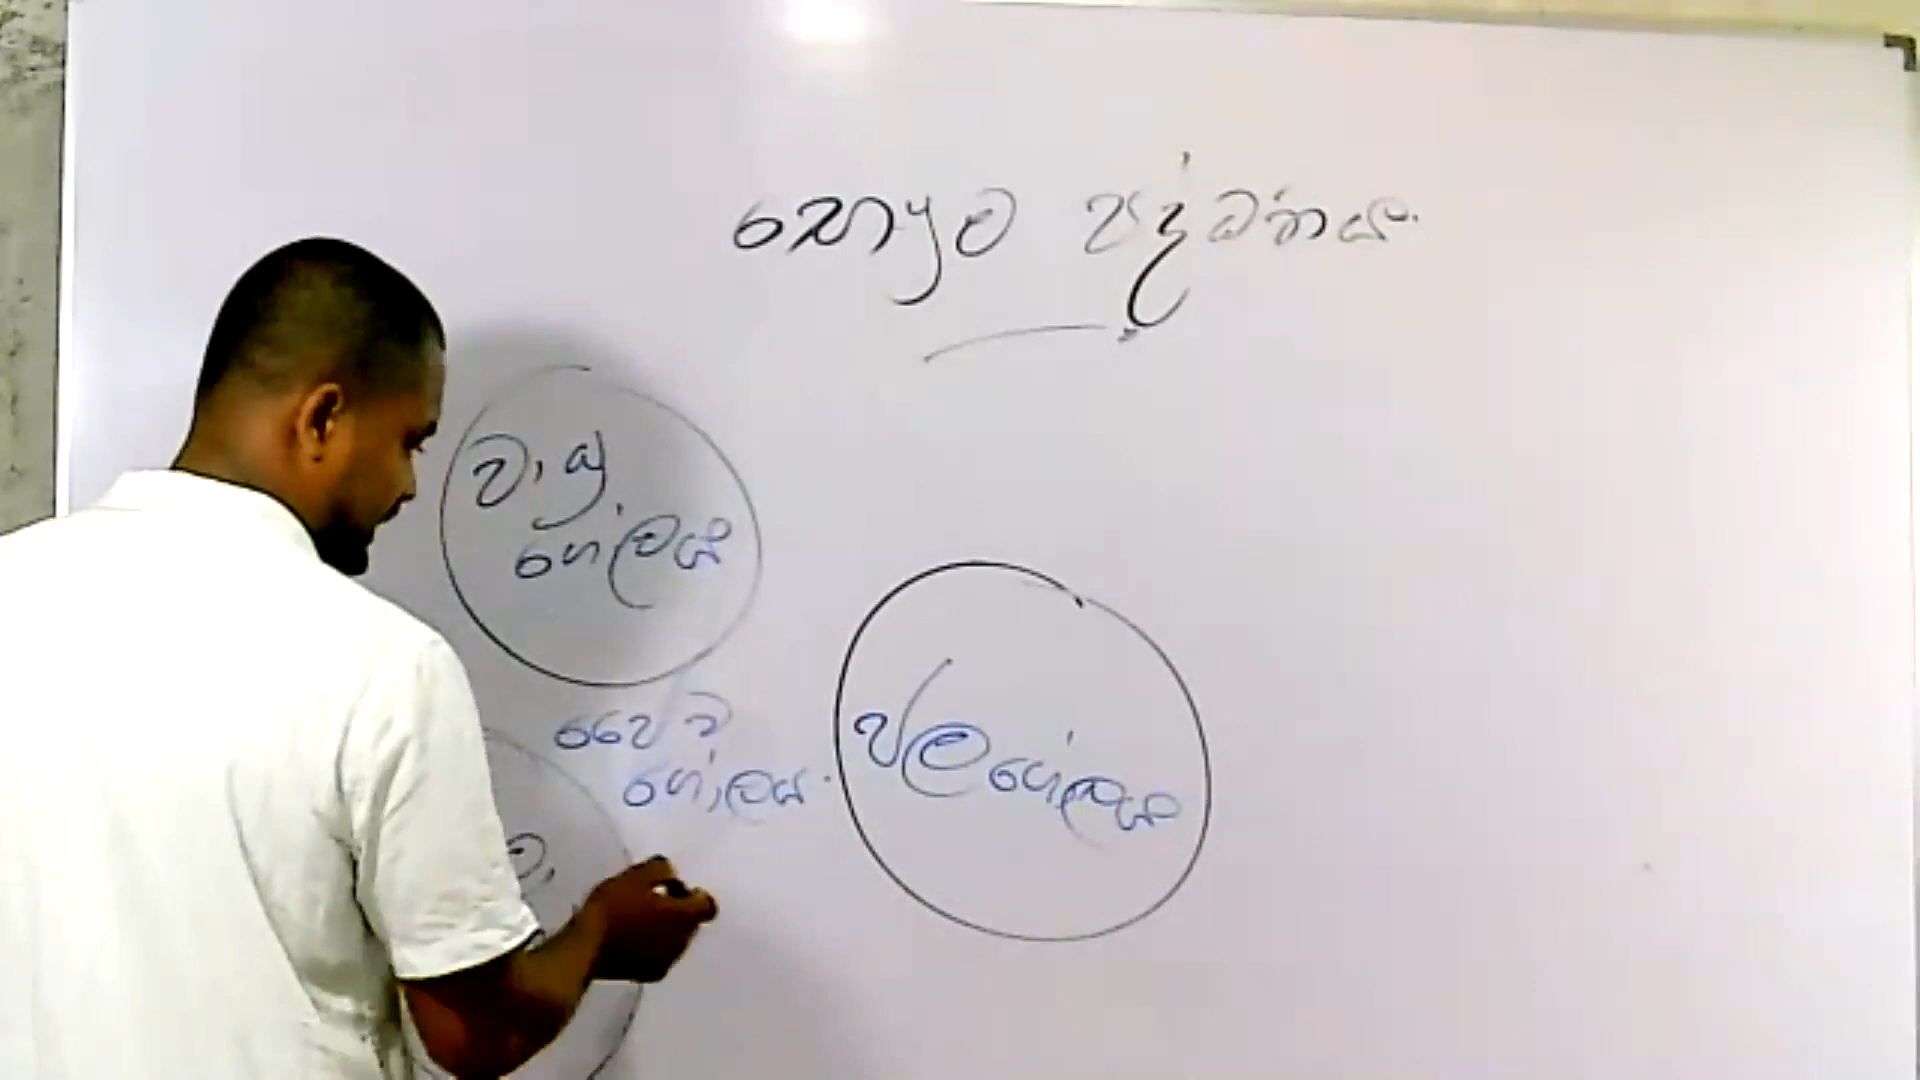 භෞමික පද්ධතිය
වායු
ගෝලය
ජෛව
ගෝලය
ජලගෝලය